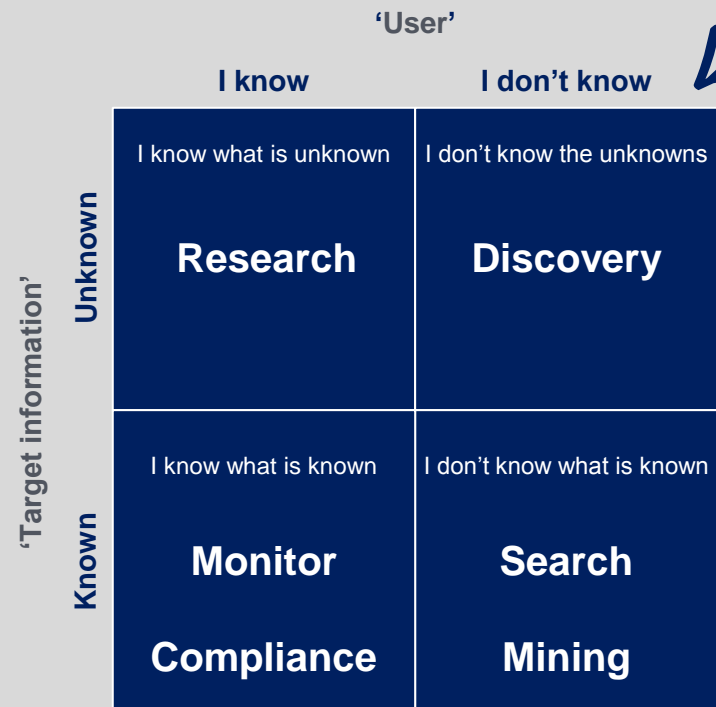 ‘User’
I know
I don’t know
‘Target information’
Unknown
I know what is unknown
Research
I don’t know the unknowns
Discovery
Known
I know what is known
Monitor
Compliance
I don’t know what is known
Search
Mining